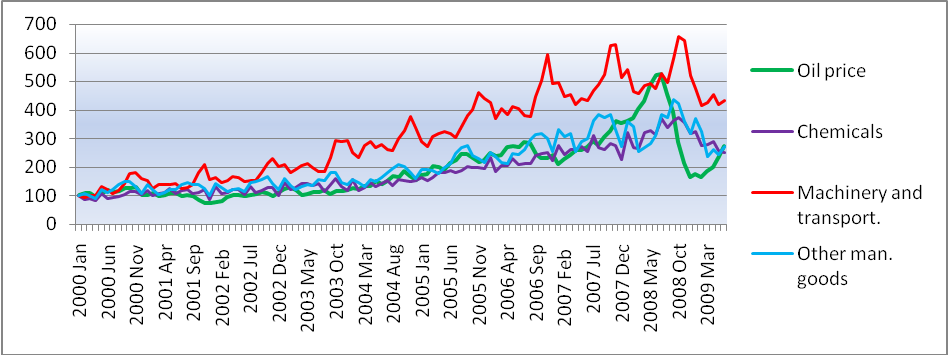 700
600
500
400
300
200
100
0
2000 Jan
2000 Jun
2000 Nov
2001 Apr
2001 Sep
2002 Feb
2002 Jul
2002 Dec
2003 May
2003 Oct
2004 Mar
2004 Aug
2005 Jan
2005 Jun
2005 Nov
2006 Apr
2006 Sep
2007 Feb
2007 Jul
2007 Dec
2008 May
2008 Oct
2009 Mar
Oil price
Chemicals
Machinery and
transport.
Other man.
goods